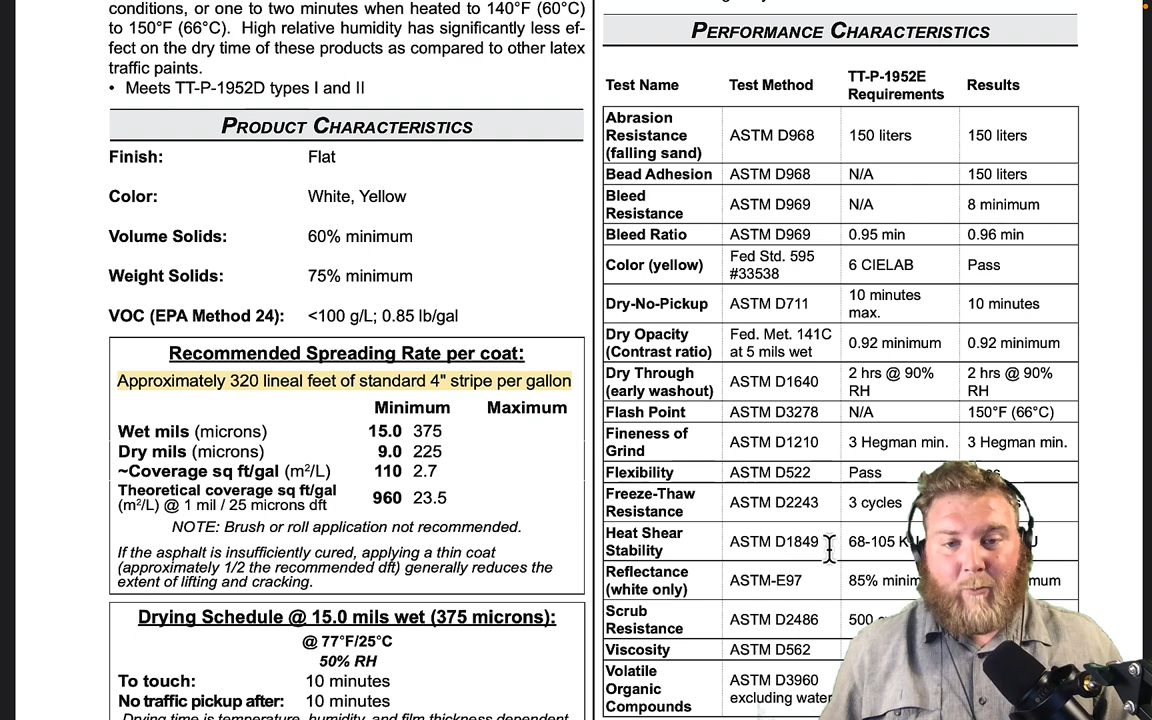 conditions, or one to two minutes when heated to 140°F (60°C)
to 150°F (66°C). High relative humidity has significantly less ef-
fect on the dry time of these products as compared to other latex
traffic paints.
• Meets TT-P-1952D types I and II
PRODUCT CHARACTERISTICS
Finish: Flat
Color: White, Yellow
Volume Solids: 60% minimum
Weight Solids: 75% minimum
VOC (EPA Method 24): <100 g/L; 0.85 lb/gal
Recommended Spreading Rate per coat:
Approximately 320 lineal feet of standard 4" stripe per gallon
Minimum Maximum
Wet mils (microns) 15.0 375
Dry mils (microns) 9.0 225
~Coverage sq ft/gal (m²/L) 110 2.7
Theoretical coverage sq ft/gal
(m²/L) @ 1 mil / 25 microns dft 960 23.5
NOTE: Brush or roll application not recommended.
If the asphalt is insufficiently cured, applying a thin coat
(approximately 1/2 the recommended dft) generally reduces the
extent of lifting and cracking.
Drying Schedule @ 15.0 mils wet (375 microns):
@ 77°F/25°C
50% RH
To touch: 10 minutes
No traffic pickup after: 10 minutes
Drying time is temperature, humidity, and film thickness dependent.
PERFORMANCE CHARACTERISTICS
Test Name Test Method TT-P-1952E Requirements Results
Abrasion Resistance (falling sand) ASTM D968 150 liters 150 liters
Bead Adhesion ASTM D968 N/A 150 liters
Bleed Resistance ASTM D969 N/A 8 minimum
Bleed Ratio ASTM D969 0.95 min 0.96 min
Color (yellow) Fed Std. 595 #33538 6 CIELAB Pass
Dry-No-Pickup ASTM D711 10 minutes max. 10 minutes
Dry Opacity (Contrast ratio) Fed. Met. 141C at 5 mils wet 0.92 minimum 0.92 minimum
Dry Through (early washout) ASTM D1640 2 hrs @ 90% RH 2 hrs @ 90% RH
Flash Point ASTM D3278 N/A 150°F (66°C)
Fineness of Grind ASTM D1210 3 Hegman min. 3 Hegman min.
Flexibility ASTM D522 Pass
Freeze-Thaw Resistance ASTM D2243 3 cycles
Heat Shear Stability ASTM D1849 68-105
Reflectance (white only) ASTM-E97 85%
Scrub Resistance ASTM D2486 500
Viscosity ASTM D562
Volatile Organic Compounds ASTM D3960 excluding water